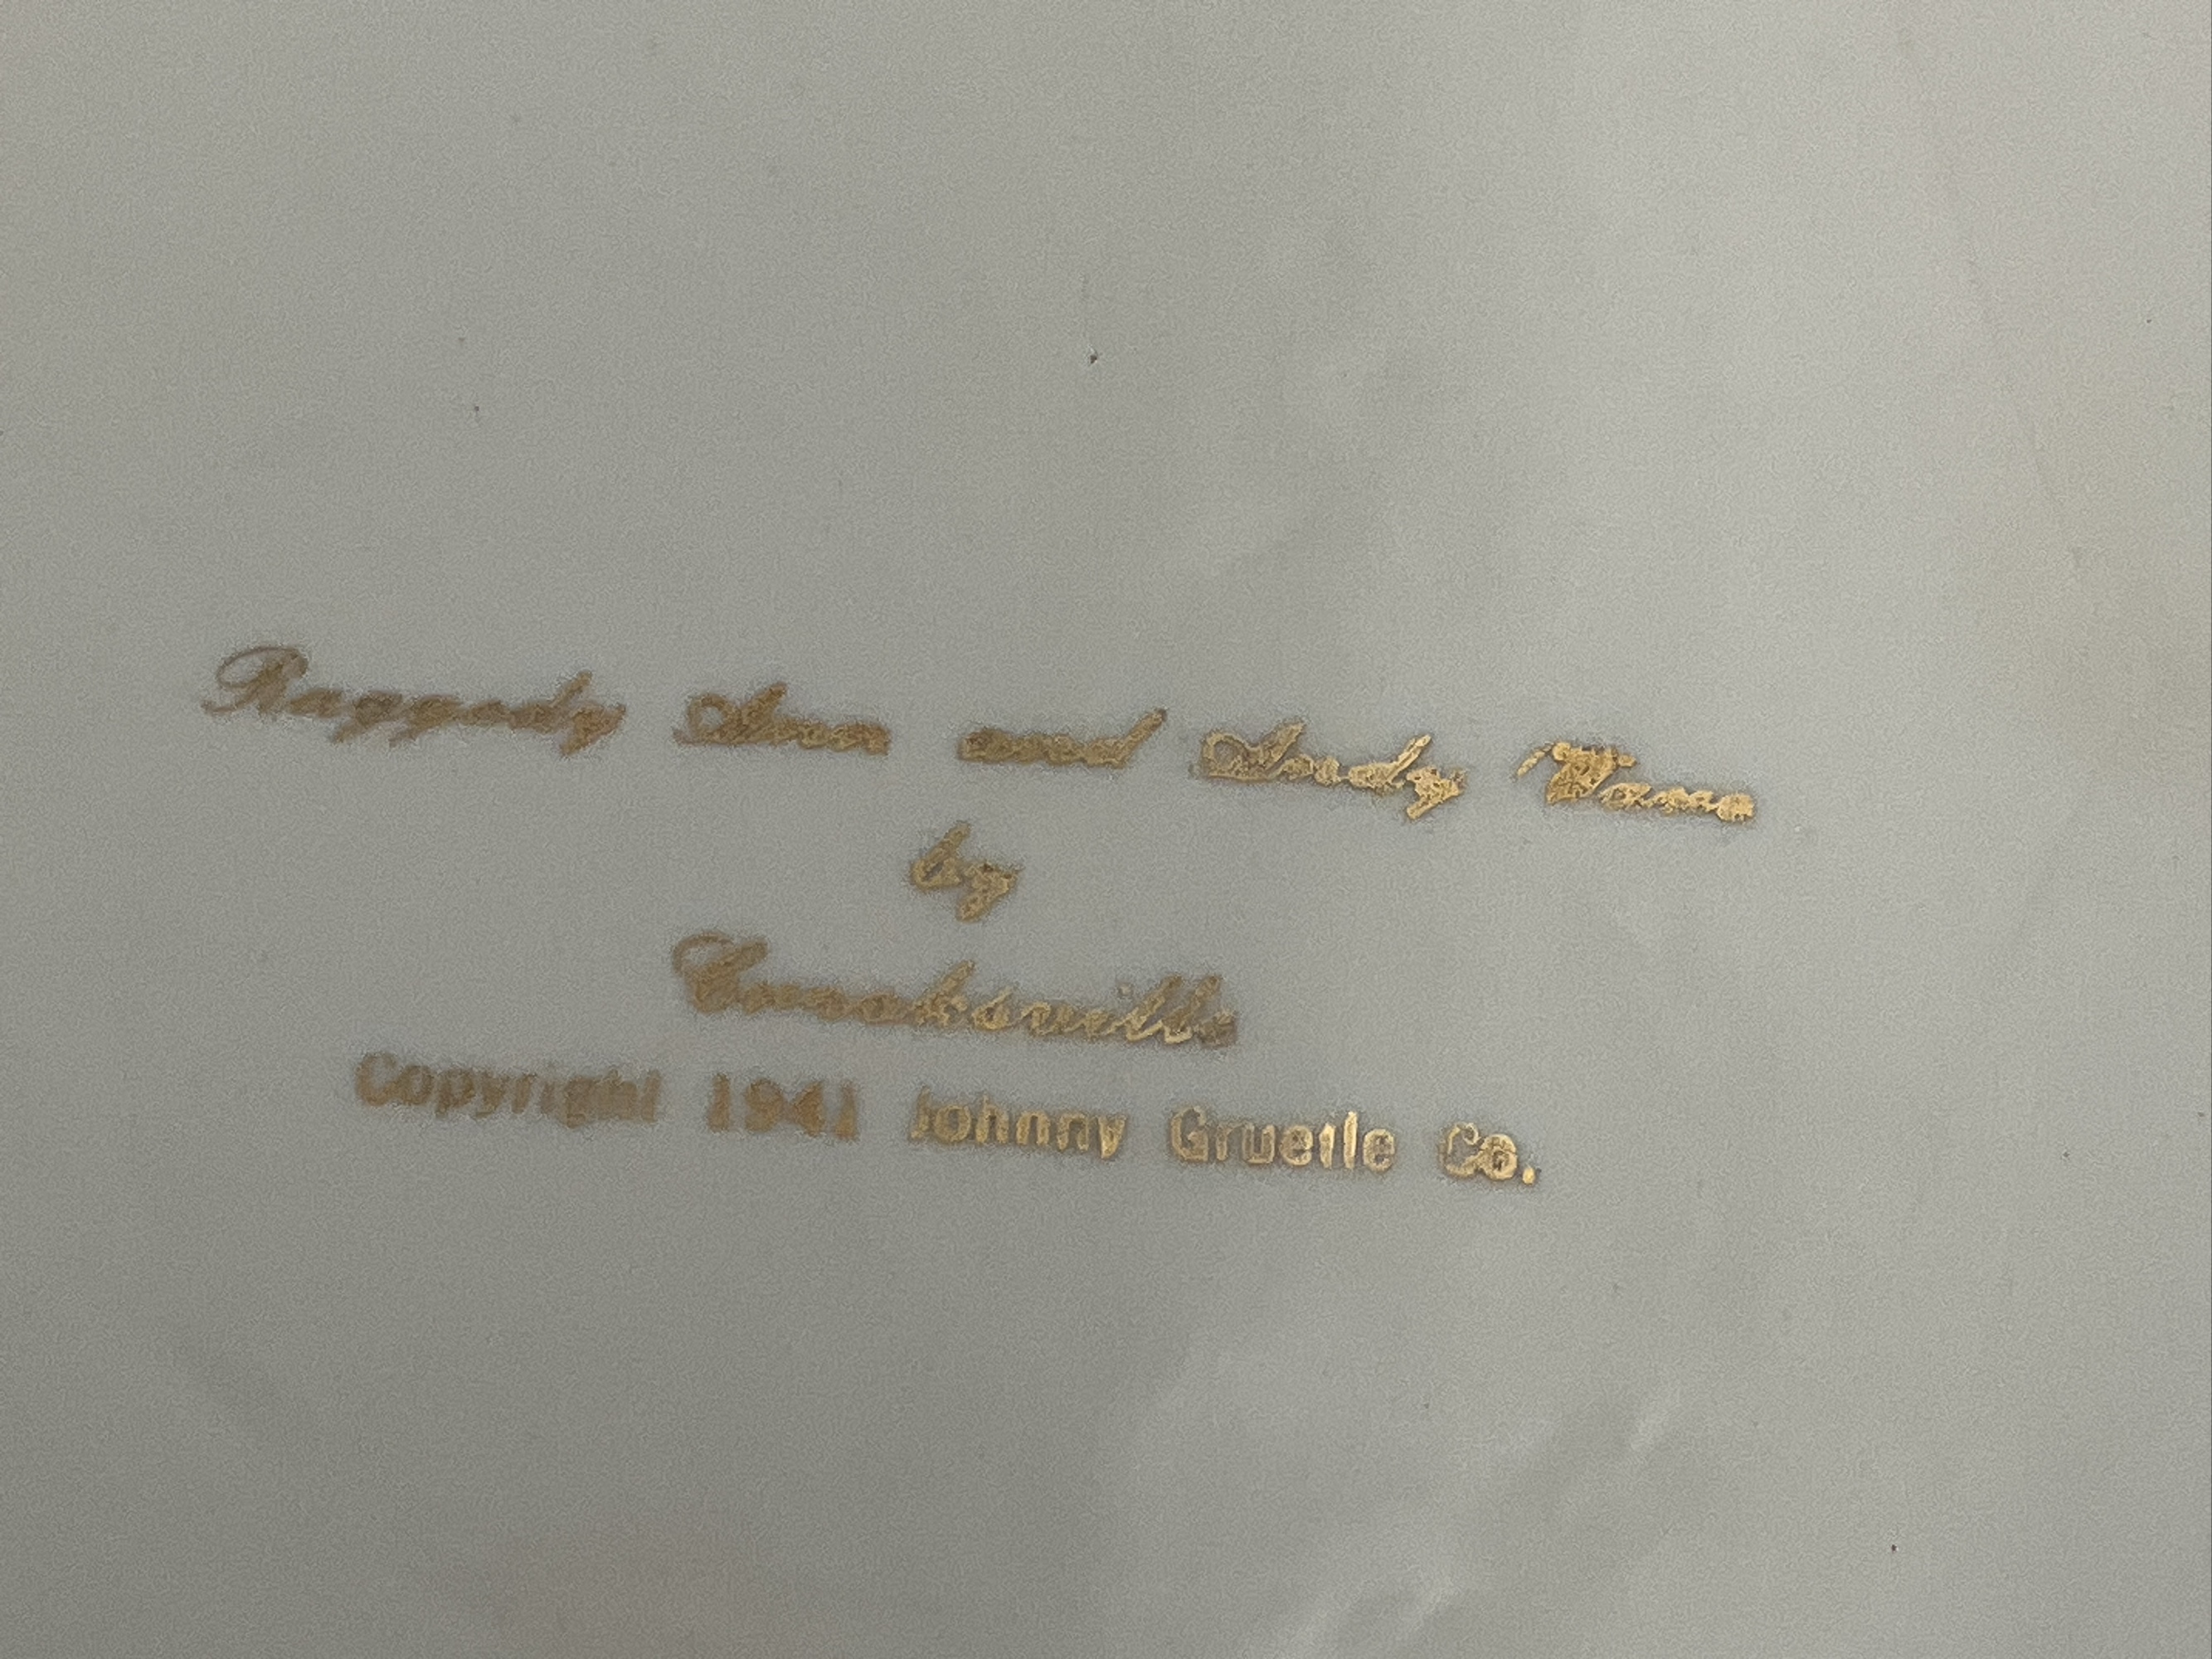 Raggedy Ann and Andy Ware
by
Crooksville
Copyright 1941 Johnny Gruelle Co.